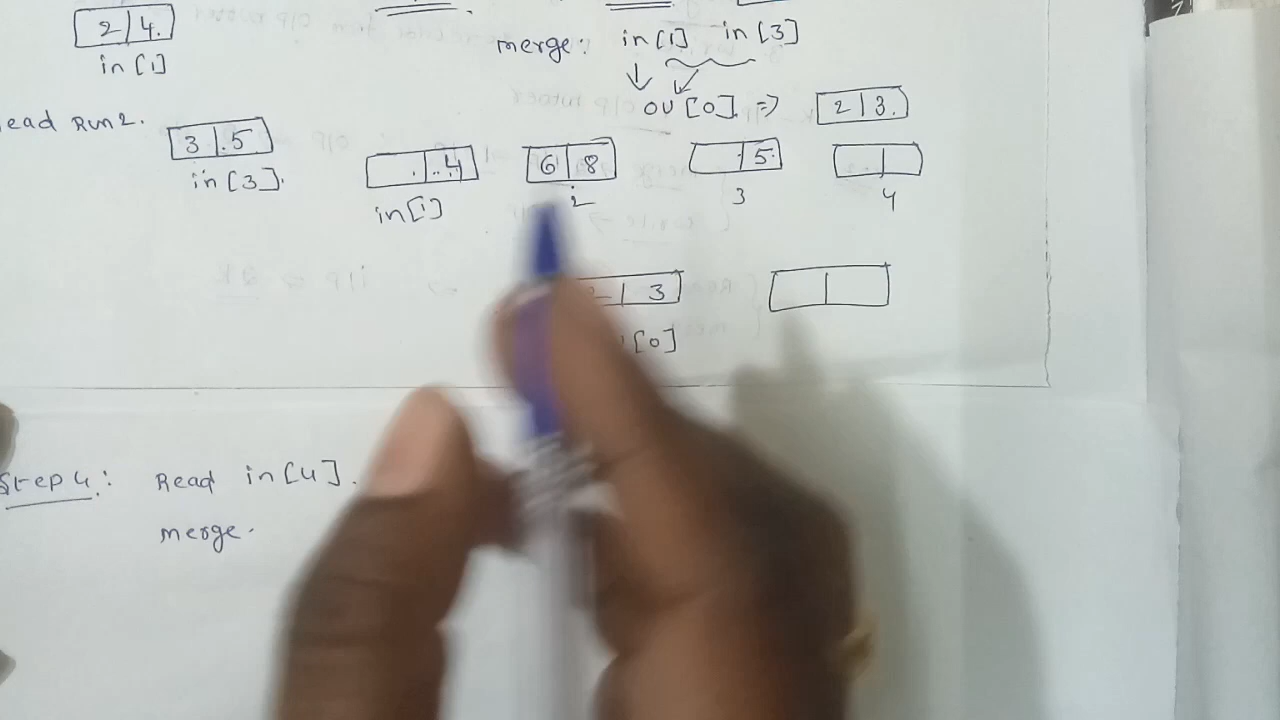 2 | 4.
in [1]
merge: in [1] in [3]
ou [0] => 2 | 3.
ead Run 2.
3 | .5
in [3].
. | ..4
6 | 8
.5.
in [1]
2
3
4
3
[0]
Step 4: Read in [4].
merge.